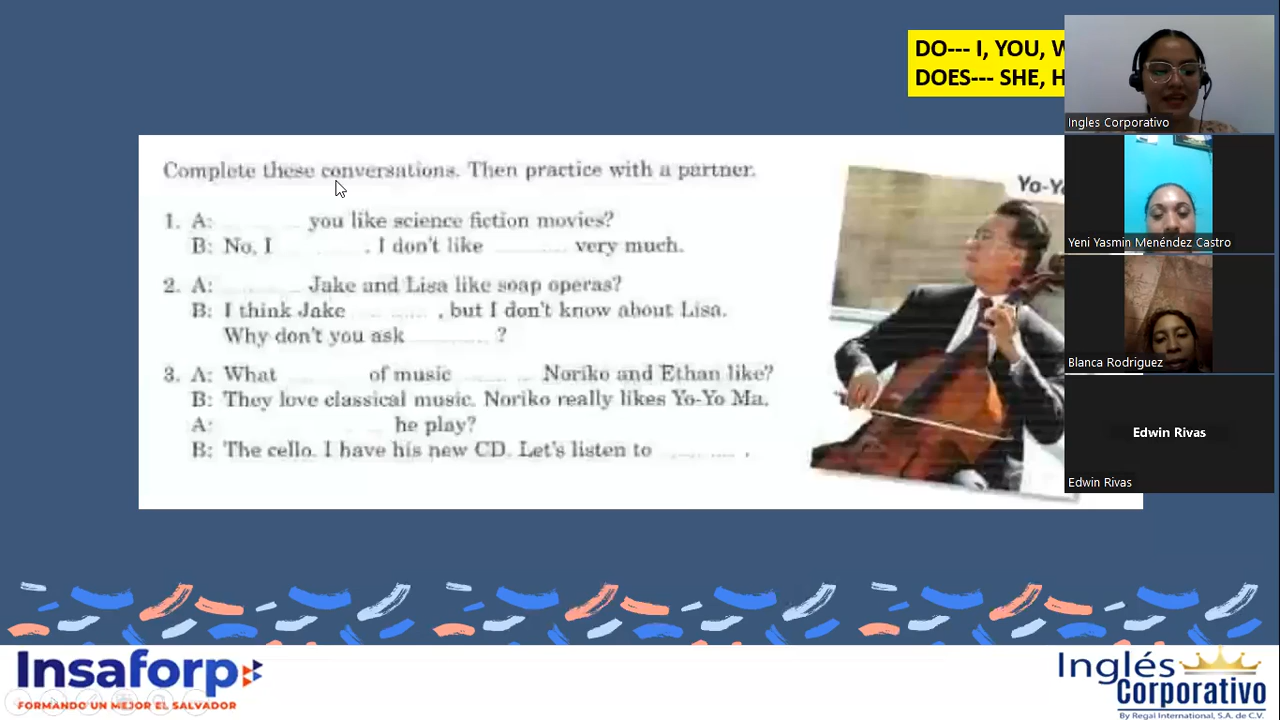 DO--- I, YOU, W
DOES--- SHE, H
Ingles Corporativo
Complete these conversations. Then practice with a partner.
Yo-Yo
1. A: ............ you like science fiction movies?
B: No, I ............ . I don't like ............ very much.
2. A: ............ Jake and Lisa like soap operas?
B: I think Jake ............ , but I don't know about Lisa.
Why don't you ask ............ ?
3. A: What ............ of music ............ Noriko and Ethan like?
B: They love classical music. Noriko really likes Yo-Yo Ma.
A: ............ he play?
B: The cello. I have his new CD. Let's listen to ............ .
Yeni Yasmin Menéndez Castro
Blanca Rodriguez
Edwin Rivas
Edwin Rivas
Insaforp
FORMANDO UN MEJOR EL SALVADOR
Inglés
Corporativo
By Regal International, S.A. de C.V.